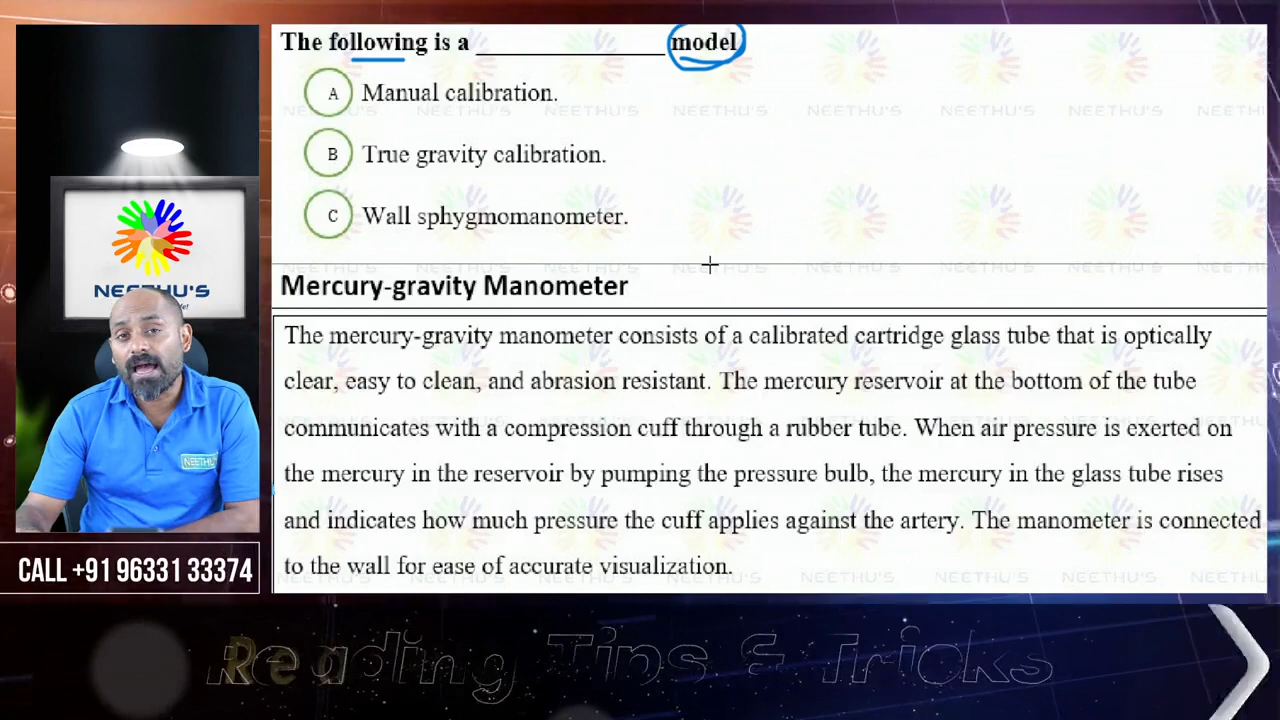 The following is a ________________ model
A Manual calibration.
B True gravity calibration.
C Wall sphygmomanometer.
NEETHU'S
Mercury-gravity Manometer
The mercury-gravity manometer consists of a calibrated cartridge glass tube that is optically
clear, easy to clean, and abrasion resistant. The mercury reservoir at the bottom of the tube
communicates with a compression cuff through a rubber tube. When air pressure is exerted on
the mercury in the reservoir by pumping the pressure bulb, the mercury in the glass tube rises
and indicates how much pressure the cuff applies against the artery. The manometer is connected
to the wall for ease of accurate visualization.
NEETHU'S
CALL +91 96331 33374
Reading Tips & Tricks